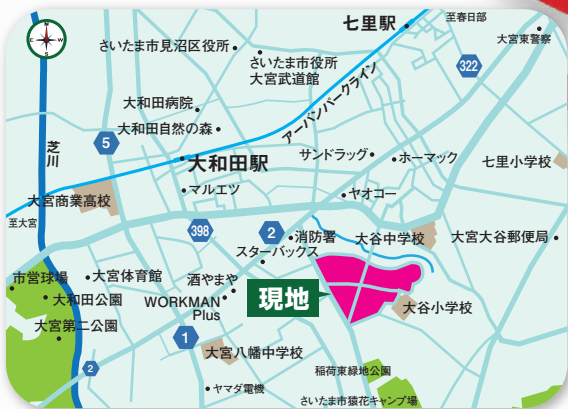 七里駅
至春日部
さいたま市見沼区役所
さいたま市役所
大宮武道館
大宮東警察
322
アーバンパークライン
大和田病院
5
大和田自然の森
芝川
大和田駅
サンドラッグ
ホーマック
七里小学校
マルエツ
大宮商業高校
ヤオコー
至大宮
398
2
消防署
大谷中学校
大宮大谷郵便局
スターバックス
市営球場
大宮体育館
酒やまや
大和田公園
WORKMAN
Plus
現地
大谷小学校
大宮第二公園
1
大宮八幡中学校
2
稲荷東緑地公園
ヤマダ電機
さいたま市猿花キャンプ場
N
E
W
S